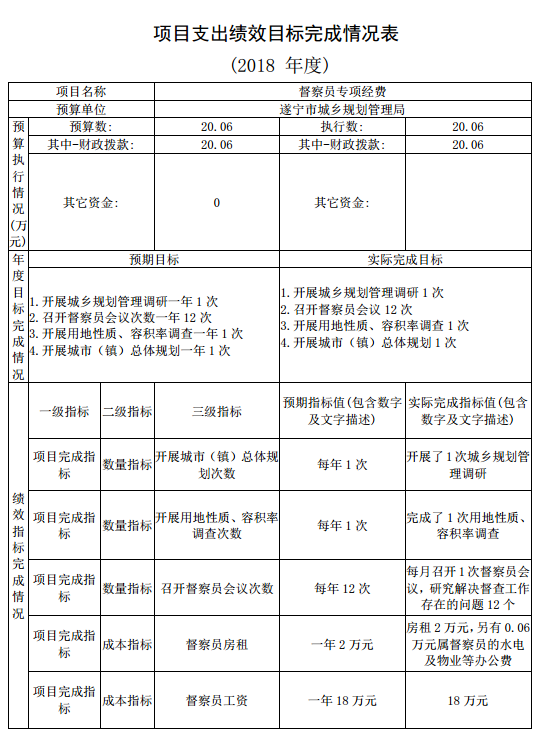 项目支出绩效目标完成情况表
(2018 年度)
项目名称 督察员专项经费
预算单位 遂宁市城乡规划管理局
预算执行情况(万元)
预算数: 20.06 执行数: 20.06
其中-财政拨款: 20.06 其中-财政拨款: 20.06
其它资金: 0 其它资金:
年度目标完成情况
预期目标 实际完成目标
1.开展城乡规划管理调研一年 1 次
2.召开督察员会议次数一年 12 次
3.开展用地性质、容积率调查一年 1 次
4.开展城市（镇）总体规划一年 1 次
1.开展城乡规划管理调研 1 次
2.召开督察员会议 12 次
3.开展用地性质、容积率调查 1 次
4.开展城市（镇）总体规划 1 次
绩效指标完成情况
一级指标 二级指标 三级指标
预期指标值(包含数字
及文字描述)
实际完成指标值(包含
数字及文字描述)
项目完成指
标
数量指标
开展城市（镇）总体规
划次数
每年 1 次
开展了 1 次城乡规划管
理调研
项目完成指
标
数量指标
开展用地性质、容积率
调查次数
每年 1 次
完成了 1 次用地性质、
容积率调查
项目完成指
标
数量指标
召开督察员会议次数
每年 12 次
每月召开 1 次督察员会
议，研究解决督查工作
存在的问题 12 个
项目完成指
标
成本指标
督察员房租
一年 2 万元
房租 2 万元，另有 0.06
万元属督察员的水电
及物业等办公费
项目完成指
标
成本指标
督察员工资
一年 18 万元
18 万元